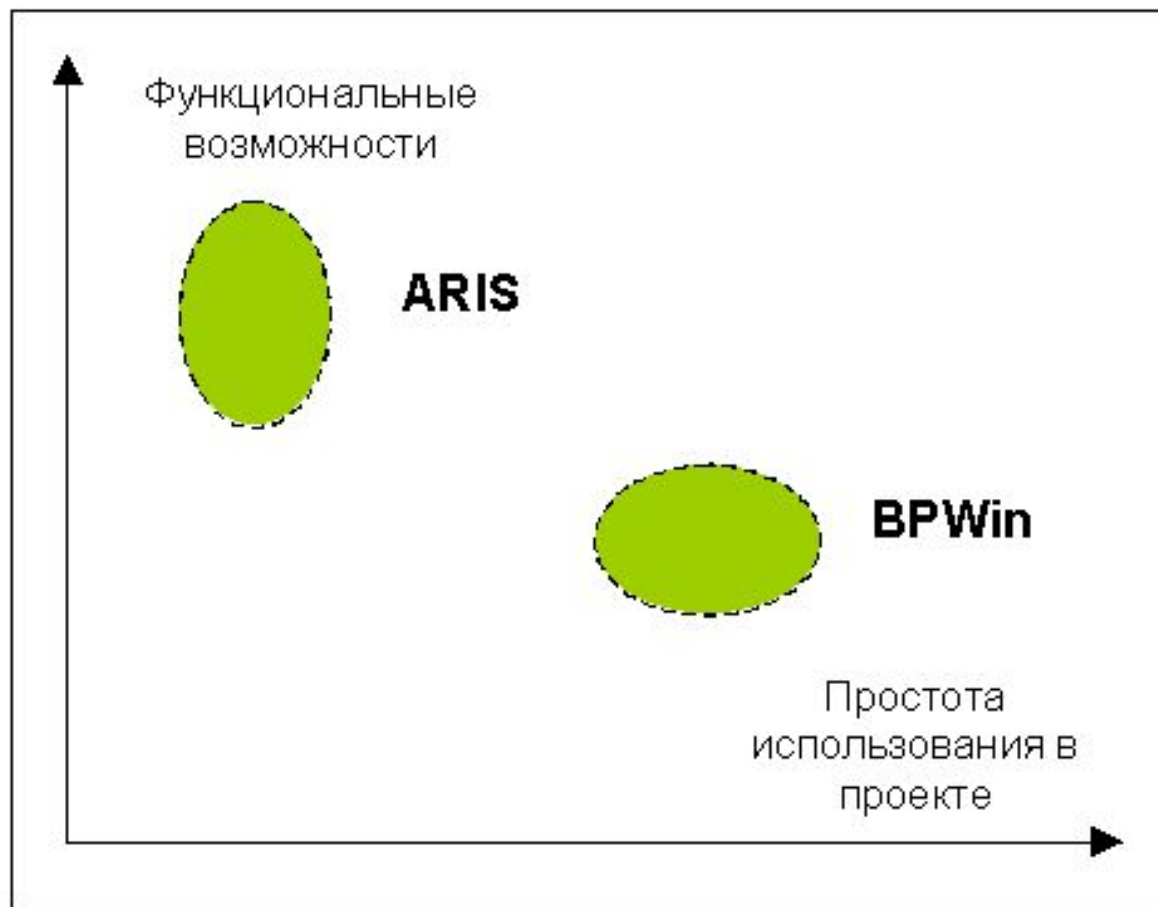 Функциональные
возможности
ARIS
BPWin
Простота
использования в
проекте